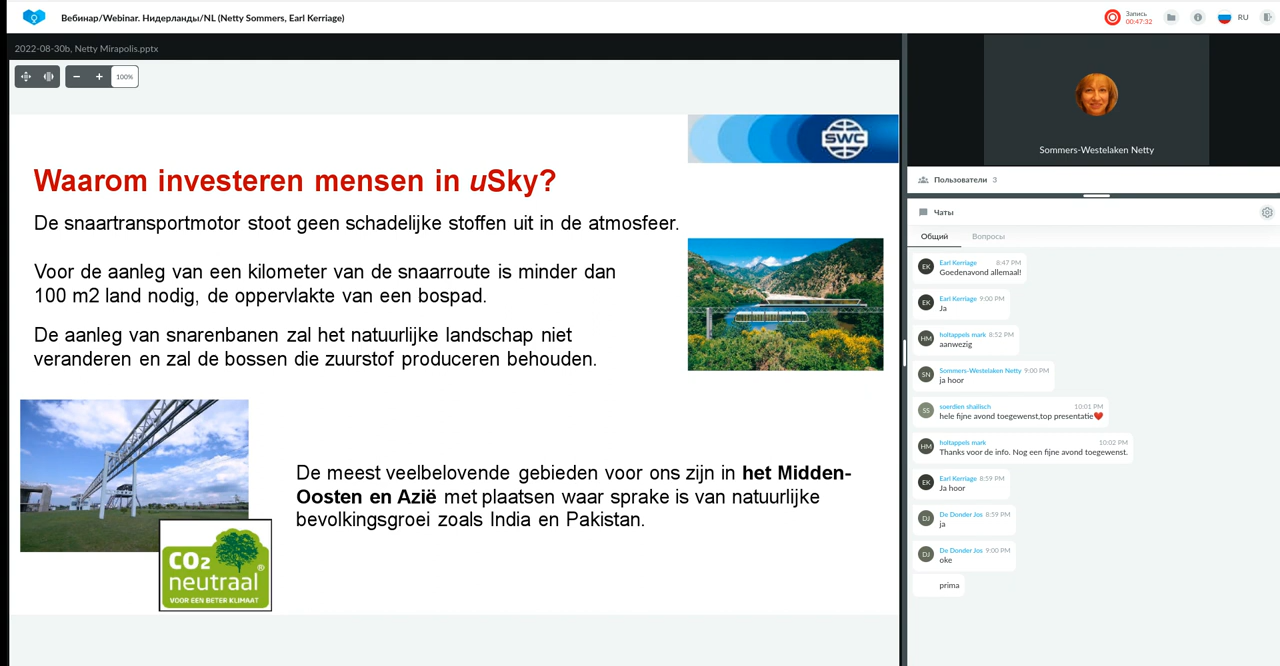 Вебинар/Webinar. Нидерланды/NL (Netty Sommers, Earl Kerriage)
Запись
00:47:32
RU
2022-08-30b, Netty Mirapolis.pptx
100%
SWC
Waarom investeren mensen in uSky?
De snaartransportmotor stoot geen schadelijke stoffen uit in de atmosfeer.
Voor de aanleg van een kilometer van de snaarroute is minder dan
100 m2 land nodig, de oppervlakte van een bospad.
De aanleg van snarenbanen zal het natuurlijke landschap niet
veranderen en zal de bossen die zuurstof produceren behouden.
De meest veelbelovende gebieden voor ons zijn in het Midden-
Oosten en Azië met plaatsen waar sprake is van natuurlijke
bevolkingsgroei zoals India en Pakistan.
CO2
neutraal®
VOOR EEN BETER KLIMAAT
Sommers-Westelaken Netty
Пользователи 3
Чаты
Общий Вопросы
EK Earl Kerriage 8:47 PM
Goedenavond allemaal!
EK Earl Kerriage 9:00 PM
Ja
HM holtappels mark 8:52 PM
aanwezig
SN Sommers-Westelaken Netty 9:00 PM
ja hoor
SS soerdien shailisch 10:01 PM
hele fijne avond toegewenst,top presentatie❤️
HM holtappels mark 10:02 PM
Thanks voor de info. Nog een fijne avond toegewenst.
EK Earl Kerriage 8:59 PM
Ja hoor
DJ De Donder Jos 8:59 PM
ja
DJ De Donder Jos 9:00 PM
oke
prima